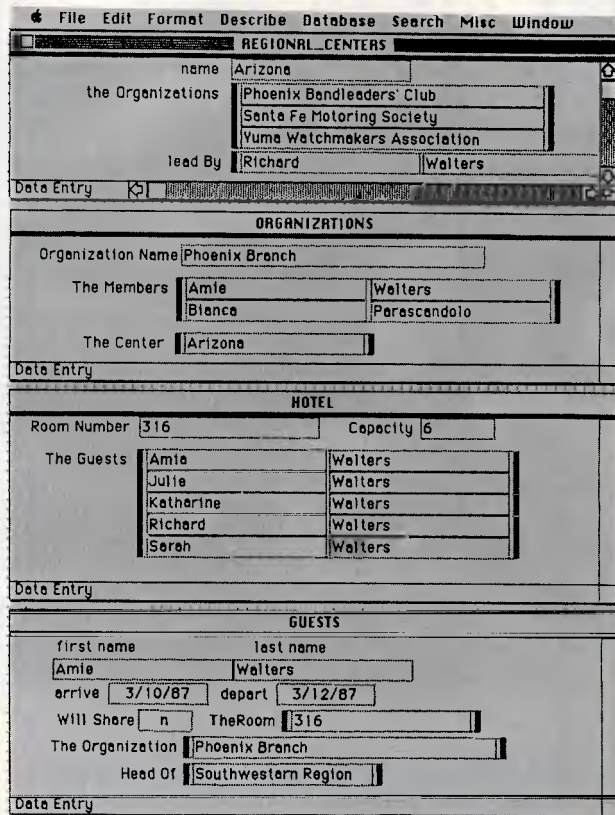 File Edit Format Describe Database Search Misc Window
REGIONAL_CENTERS
name Arizona
the Organizations Phoenix Bandleaders' Club
Santa Fe Motoring Society
Yuma Watchmakers Association
lead By Richard Walters
Data Entry
ORGANIZATIONS
Organization Name Phoenix Branch
The Members Amie Walters
Bianca Parascandolo
The Center Arizona
Data Entry
HOTEL
Room Number 316 Capacity 6
The Guests Amie Walters
Julie Walters
Katharine Walters
Richard Walters
Sarah Walters
Data Entry
GUESTS
first name last name
Amie Walters
arrive 3/10/87 depart 3/12/87
Will Share n TheRoom 316
The Organization Phoenix Branch
Head Of Southwestern Region
Data Entry